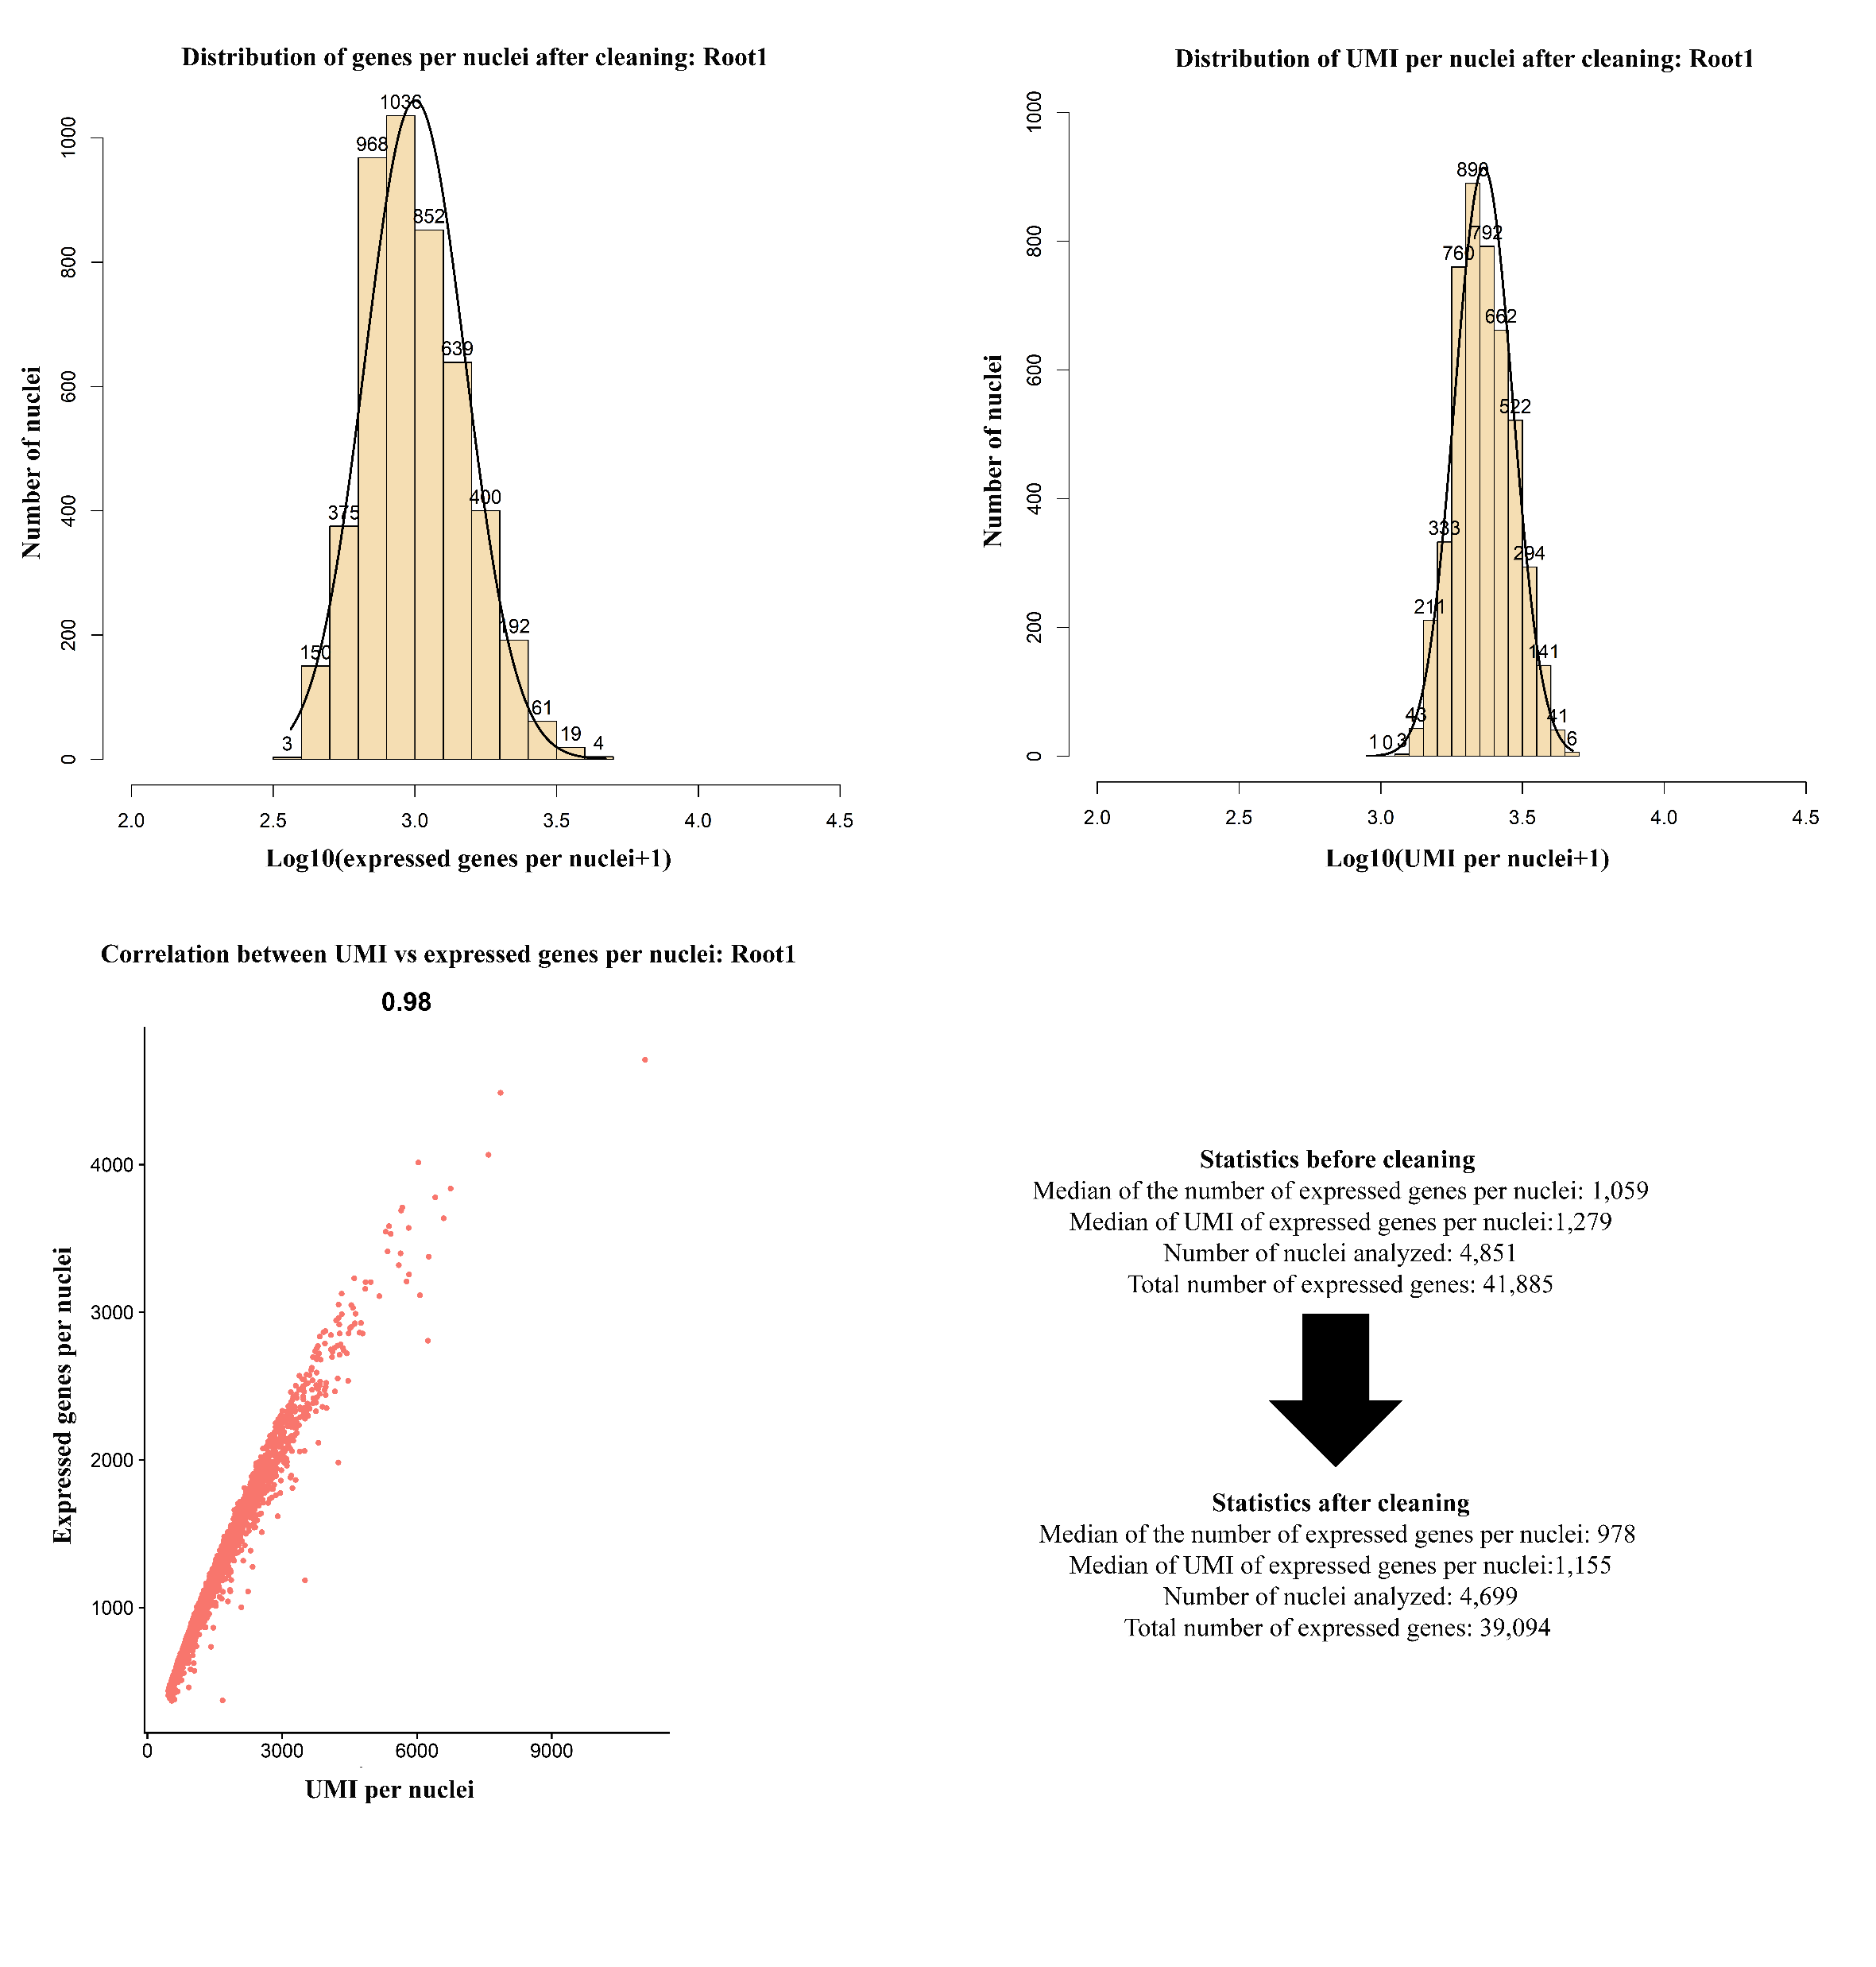 Distribution of genes per nuclei after cleaning: Root1
Number of nuclei
1000
800
600
400
200
0
3
150
375
968
1036
852
639
400
192
61
19
4
2.0 2.5 3.0 3.5 4.0 4.5
Log10(expressed genes per nuclei+1)
Distribution of UMI per nuclei after cleaning: Root1
Number of nuclei
1000
800
600
400
200
0
1
0
3
43
211
333
760
890
792
662
522
294
141
41
6
2.0 2.5 3.0 3.5 4.0 4.5
Log10(UMI per nuclei+1)
Correlation between UMI vs expressed genes per nuclei: Root1
0.98
Expressed genes per nuclei
4000
3000
2000
1000
0 3000 6000 9000
UMI per nuclei
Statistics before cleaning
Median of the number of expressed genes per nuclei: 1,059
Median of UMI of expressed genes per nuclei:1,279
Number of nuclei analyzed: 4,851
Total number of expressed genes: 41,885
Statistics after cleaning
Median of the number of expressed genes per nuclei: 978
Median of UMI of expressed genes per nuclei:1,155
Number of nuclei analyzed: 4,699
Total number of expressed genes: 39,094